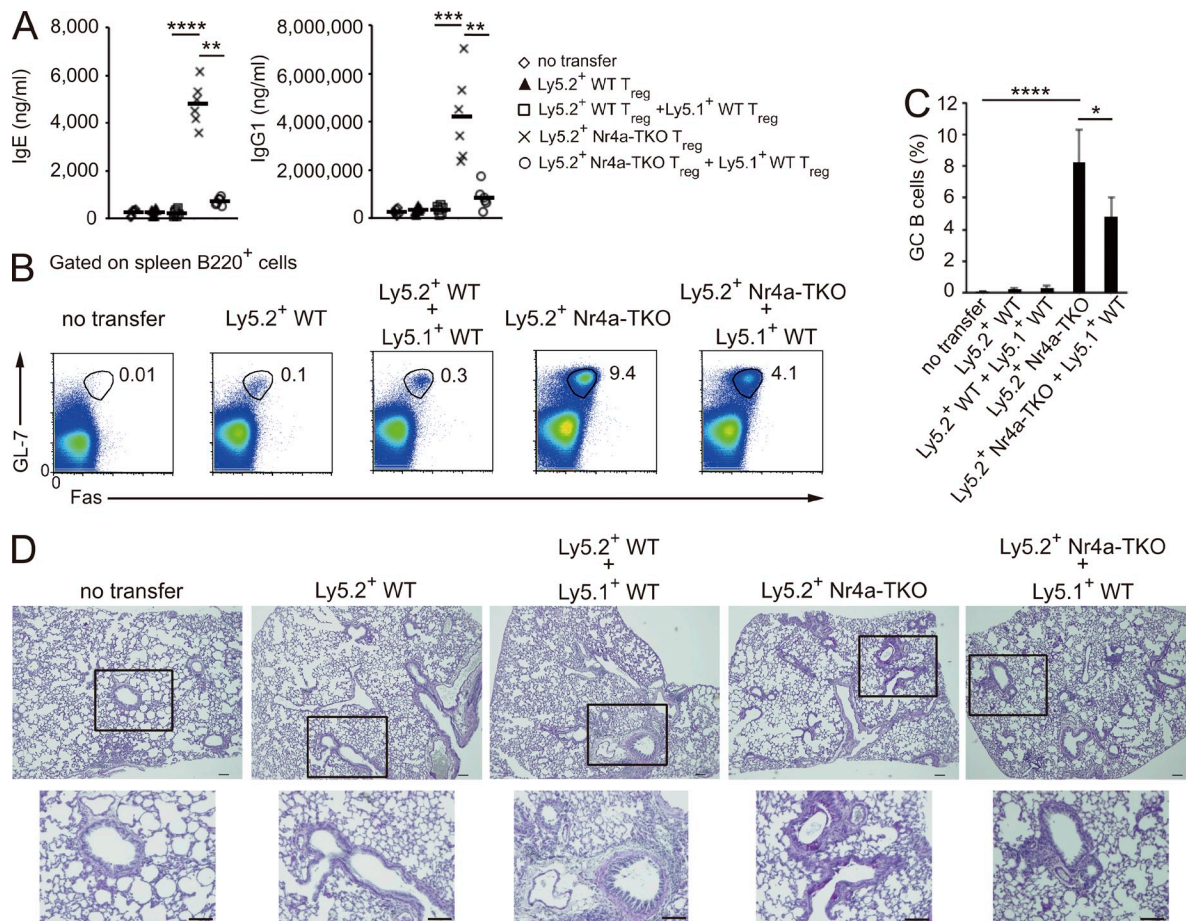 A
IgE (ng/ml)
8,000
6,000
4,000
2,000
0
****
**
IgG1 (ng/ml)
8,000,000
6,000,000
4,000,000
2,000,000
0
***
**
no transfer
Ly5.2+ WT Treg
Ly5.2+ WT Treg +Ly5.1+ WT Treg
Ly5.2+ Nr4a-TKO Treg
Ly5.2+ Nr4a-TKO Treg + Ly5.1+ WT Treg
B
Gated on spleen B220+ cells
no transfer
Ly5.2+ WT
Ly5.2+ WT
+
Ly5.1+ WT
Ly5.2+ Nr4a-TKO
Ly5.2+ Nr4a-TKO
+
Ly5.1+ WT
0.01
0.1
0.3
9.4
4.1
GL-7
0
0
Fas
C
GC B cells (%)
12
10
8
6
4
2
0
****
*
no transfer
Ly5.2+ WT
Ly5.2+ WT + Ly5.1+ WT
Ly5.2+ Nr4a-TKO
Ly5.2+ Nr4a-TKO + Ly5.1+ WT
D
no transfer
Ly5.2+ WT
Ly5.2+ WT
+
Ly5.1+ WT
Ly5.2+ Nr4a-TKO
Ly5.2+ Nr4a-TKO
+
Ly5.1+ WT